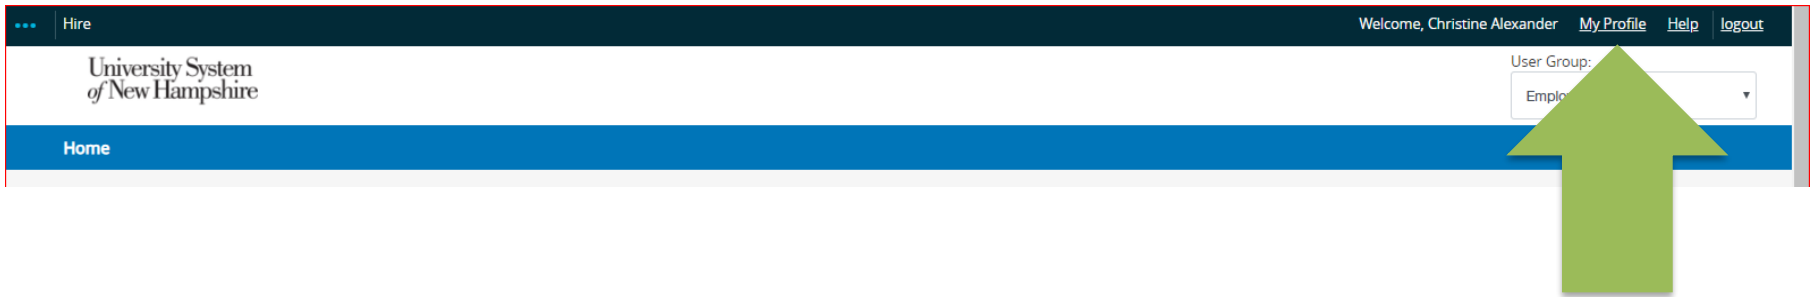 Hire
Welcome, Christine Alexander My Profile Help logout
University System
of New Hampshire
User Group:
Home